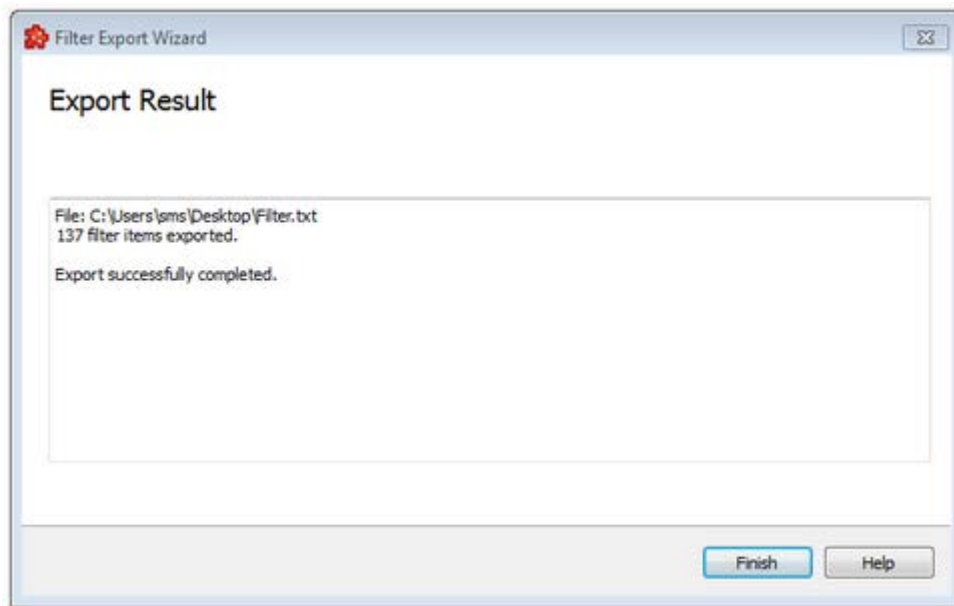 Filter Export Wizard
Export Result
File: C:\Users\sms\Desktop\Filter.txt
137 filter items exported.
Export successfully completed.
Finish Help